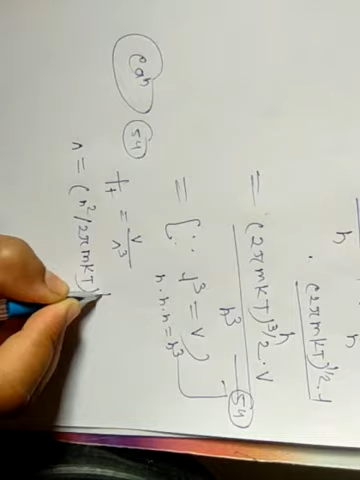 h
(2πmKT)^1/2 · l
h
h
= (2πmKT)^3/2 · V
h^3
54
= [∵ l^3 = V]
h·h·h = h^3
Eqn 54
f_t = V/Λ^3
Λ = (h^2/2πmKT)